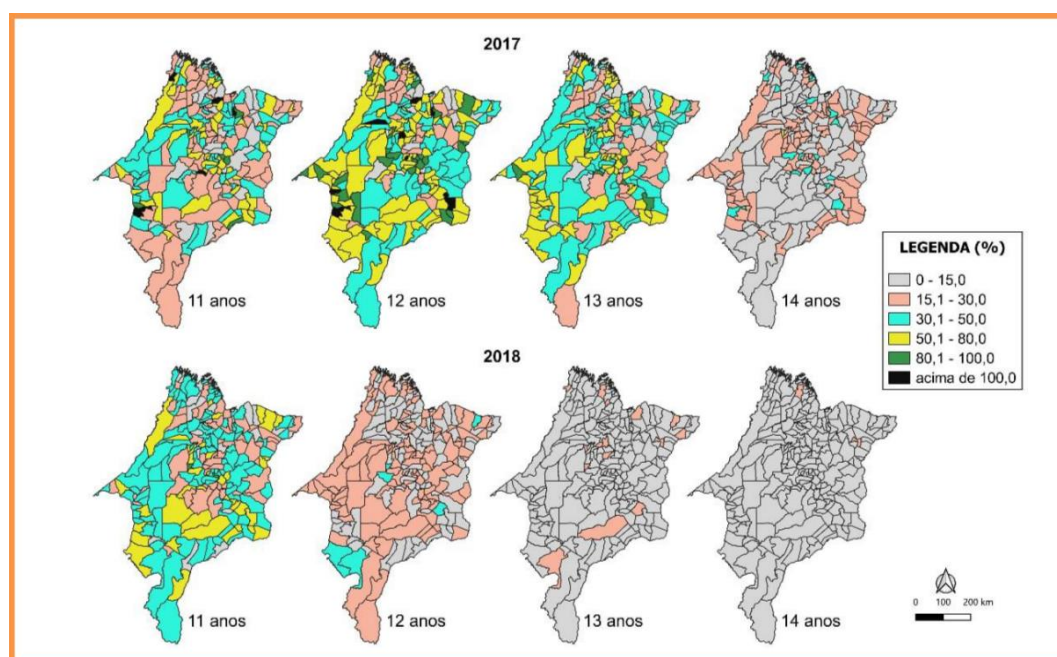 2017
11 anos
12 anos
13 anos
14 anos
LEGENDA (%)
0 - 15,0
15,1 - 30,0
30,1 - 50,0
50,1 - 80,0
80,1 - 100,0
acima de 100,0
2018
11 anos
12 anos
13 anos
14 anos
0 100 200 km